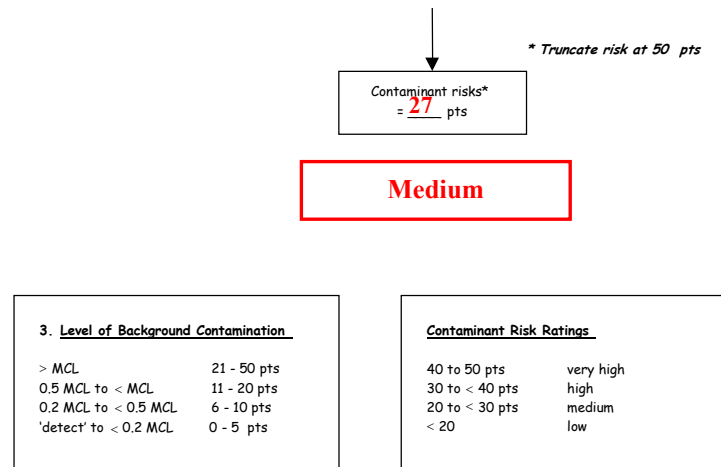 * Truncate risk at 50 pts
Contaminant risks*
= 27 pts
Medium
3. Level of Background Contamination
> MCL 21 - 50 pts
0.5 MCL to < MCL 11 - 20 pts
0.2 MCL to < 0.5 MCL 6 - 10 pts
'detect' to < 0.2 MCL 0 - 5 pts
Contaminant Risk Ratings
40 to 50 pts very high
30 to < 40 pts high
20 to < 30 pts medium
< 20 low